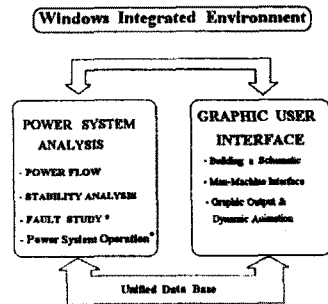 Windows Integrated Environment
POWER SYSTEM
ANALYSIS
- POWER FLOW
- STABILITY ANALYSIS
- FAULT STUDY *
- Power System Operation*
GRAPHIC USER
INTERFACE
- Building a Schematic
- Man-Machine Interface
- Graphic Output &
Dynamic Animation
Unified Data Base